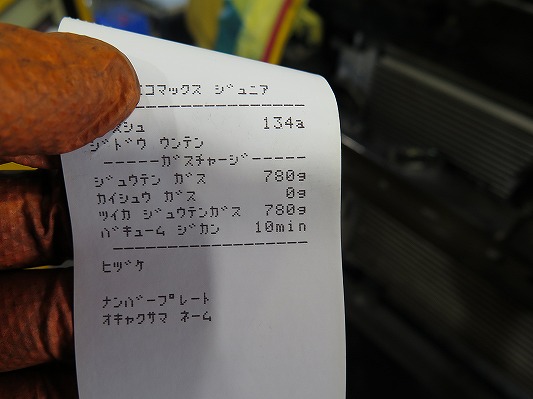 コマックス ジュニア
シュ 134a
ジドウ ウンテン
-----ガスチャージ-----
ジュウテン ガス 780g
カイシュウ ガス 0g
ツイカ ジュウテンガス 780g
バキューム ジカン 10min
ヒヅケ
ナンバープレート
オキャクサマ ネーム